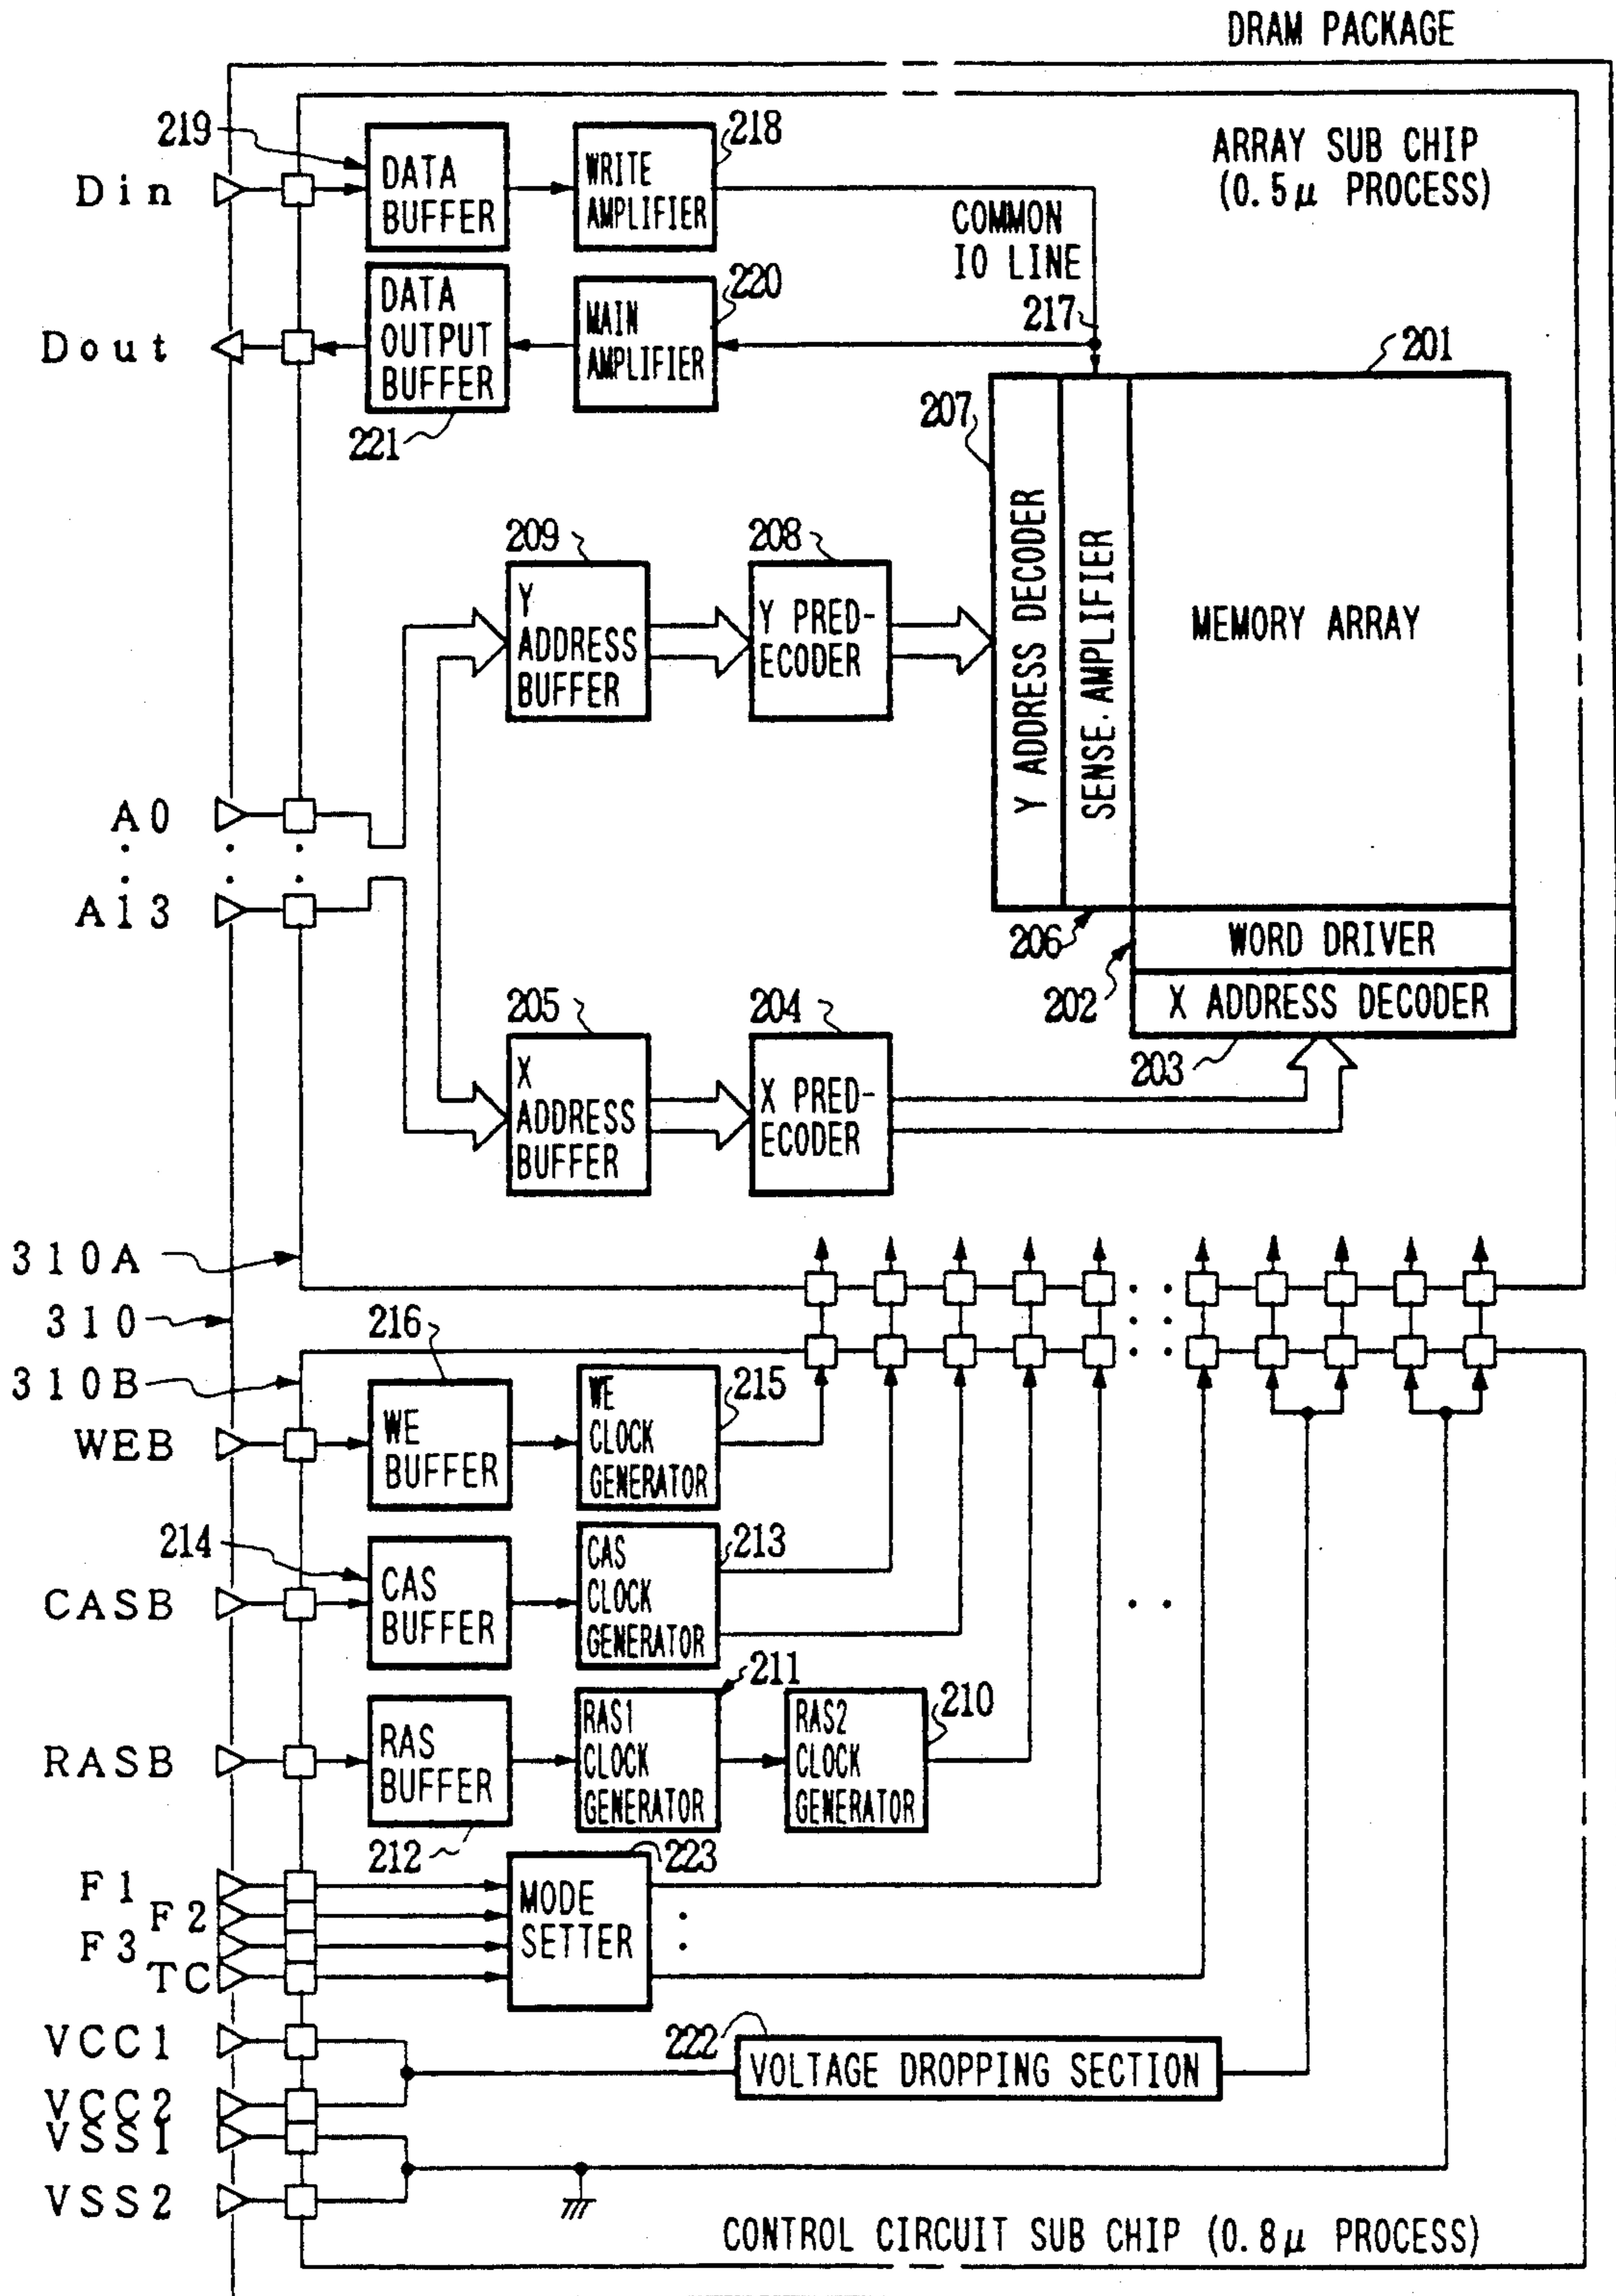 DRAM PACKAGE
ARRAY SUB CHIP
(0.5μ PROCESS)
219
218
Din
DATA
BUFFER
WRITE
AMPLIFIER
COMMON
IO LINE
217
Dout
DATA
OUTPUT
BUFFER
221
MAIN
AMPLIFIER
220
201
207
Y ADDRESS DECODER
SENSE.AMPLIFIER
MEMORY ARRAY
209
Y
ADDRESS
BUFFER
208
Y PRED-
ECODER
A0
Ai3
206
WORD DRIVER
202
X ADDRESS DECODER
203
205
X
ADDRESS
BUFFER
204
X PRED-
ECODER
310A
310
310B
216
WEB
WE
BUFFER
WE
CLOCK
GENERATOR
215
214
CASB
CAS
BUFFER
CAS
CLOCK
GENERATOR
213
RASB
RAS
BUFFER
212
RAS1
CLOCK
GENERATOR
211
RAS2
CLOCK
GENERATOR
210
F1
F2
F3
TC
MODE
SETTER
223
VCC1
VCC2
VSS1
VSS2
222
VOLTAGE DROPPING SECTION
CONTROL CIRCUIT SUB CHIP (0.8μ PROCESS)